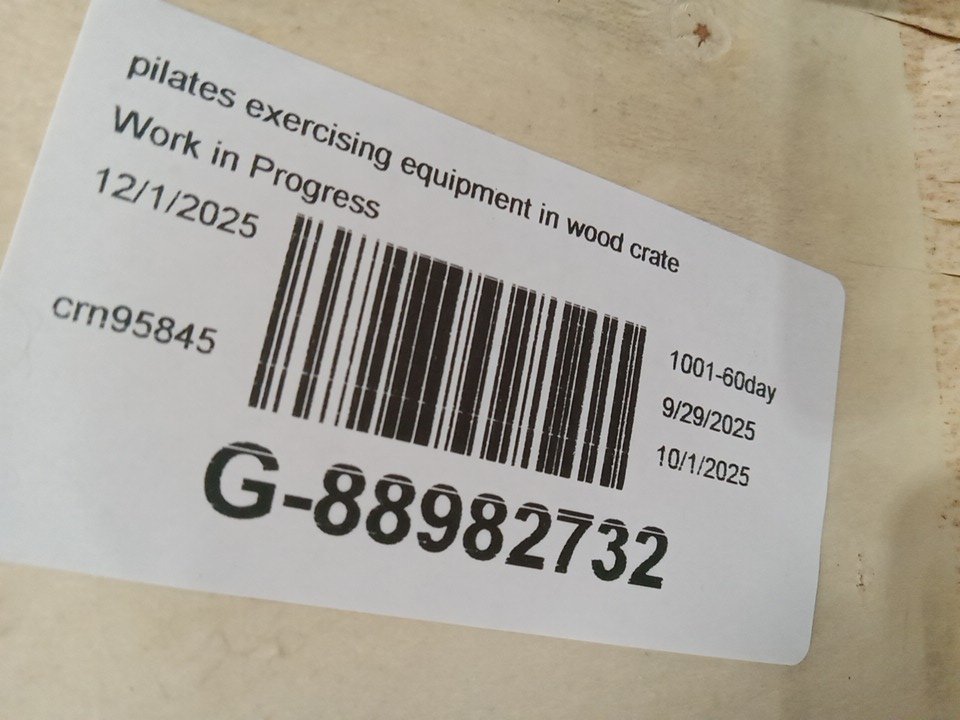 pilates exercising equipment in wood crate
Work in Progress
12/1/2025
crn95845
1001-60day
9/29/2025
10/1/2025
G-88982732